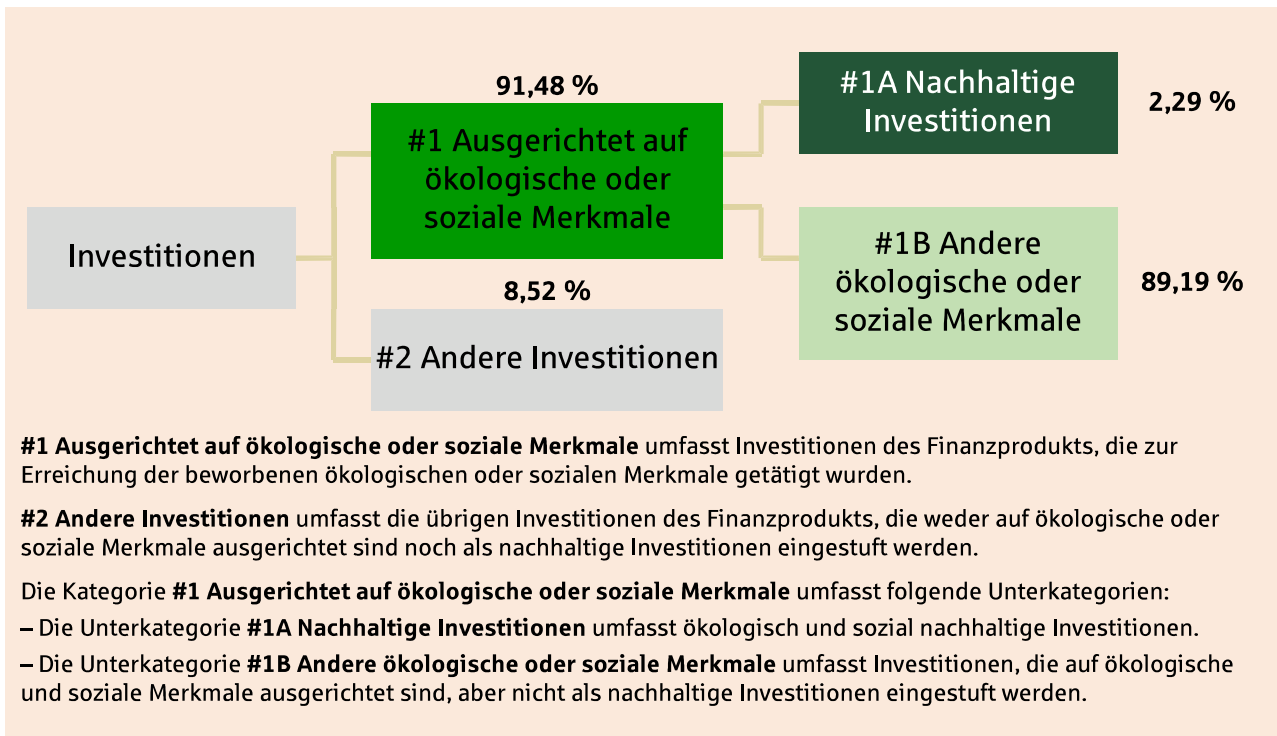 91,48 %
#1 Ausgerichtet auf
ökologische oder
soziale Merkmale
#1A Nachhaltige
Investitionen
2,29 %
Investitionen
#1B Andere
ökologische oder
soziale Merkmale
89,19 %
8,52 %
#2 Andere Investitionen
#1 Ausgerichtet auf ökologische oder soziale Merkmale umfasst Investitionen des Finanzprodukts, die zur
Erreichung der beworbenen ökologischen oder sozialen Merkmale getätigt wurden.
#2 Andere Investitionen umfasst die übrigen Investitionen des Finanzprodukts, die weder auf ökologische oder
soziale Merkmale ausgerichtet sind noch als nachhaltige Investitionen eingestuft werden.
Die Kategorie #1 Ausgerichtet auf ökologische oder soziale Merkmale umfasst folgende Unterkategorien:
– Die Unterkategorie #1A Nachhaltige Investitionen umfasst ökologisch und sozial nachhaltige Investitionen.
– Die Unterkategorie #1B Andere ökologische oder soziale Merkmale umfasst Investitionen, die auf ökologische
und soziale Merkmale ausgerichtet sind, aber nicht als nachhaltige Investitionen eingestuft werden.